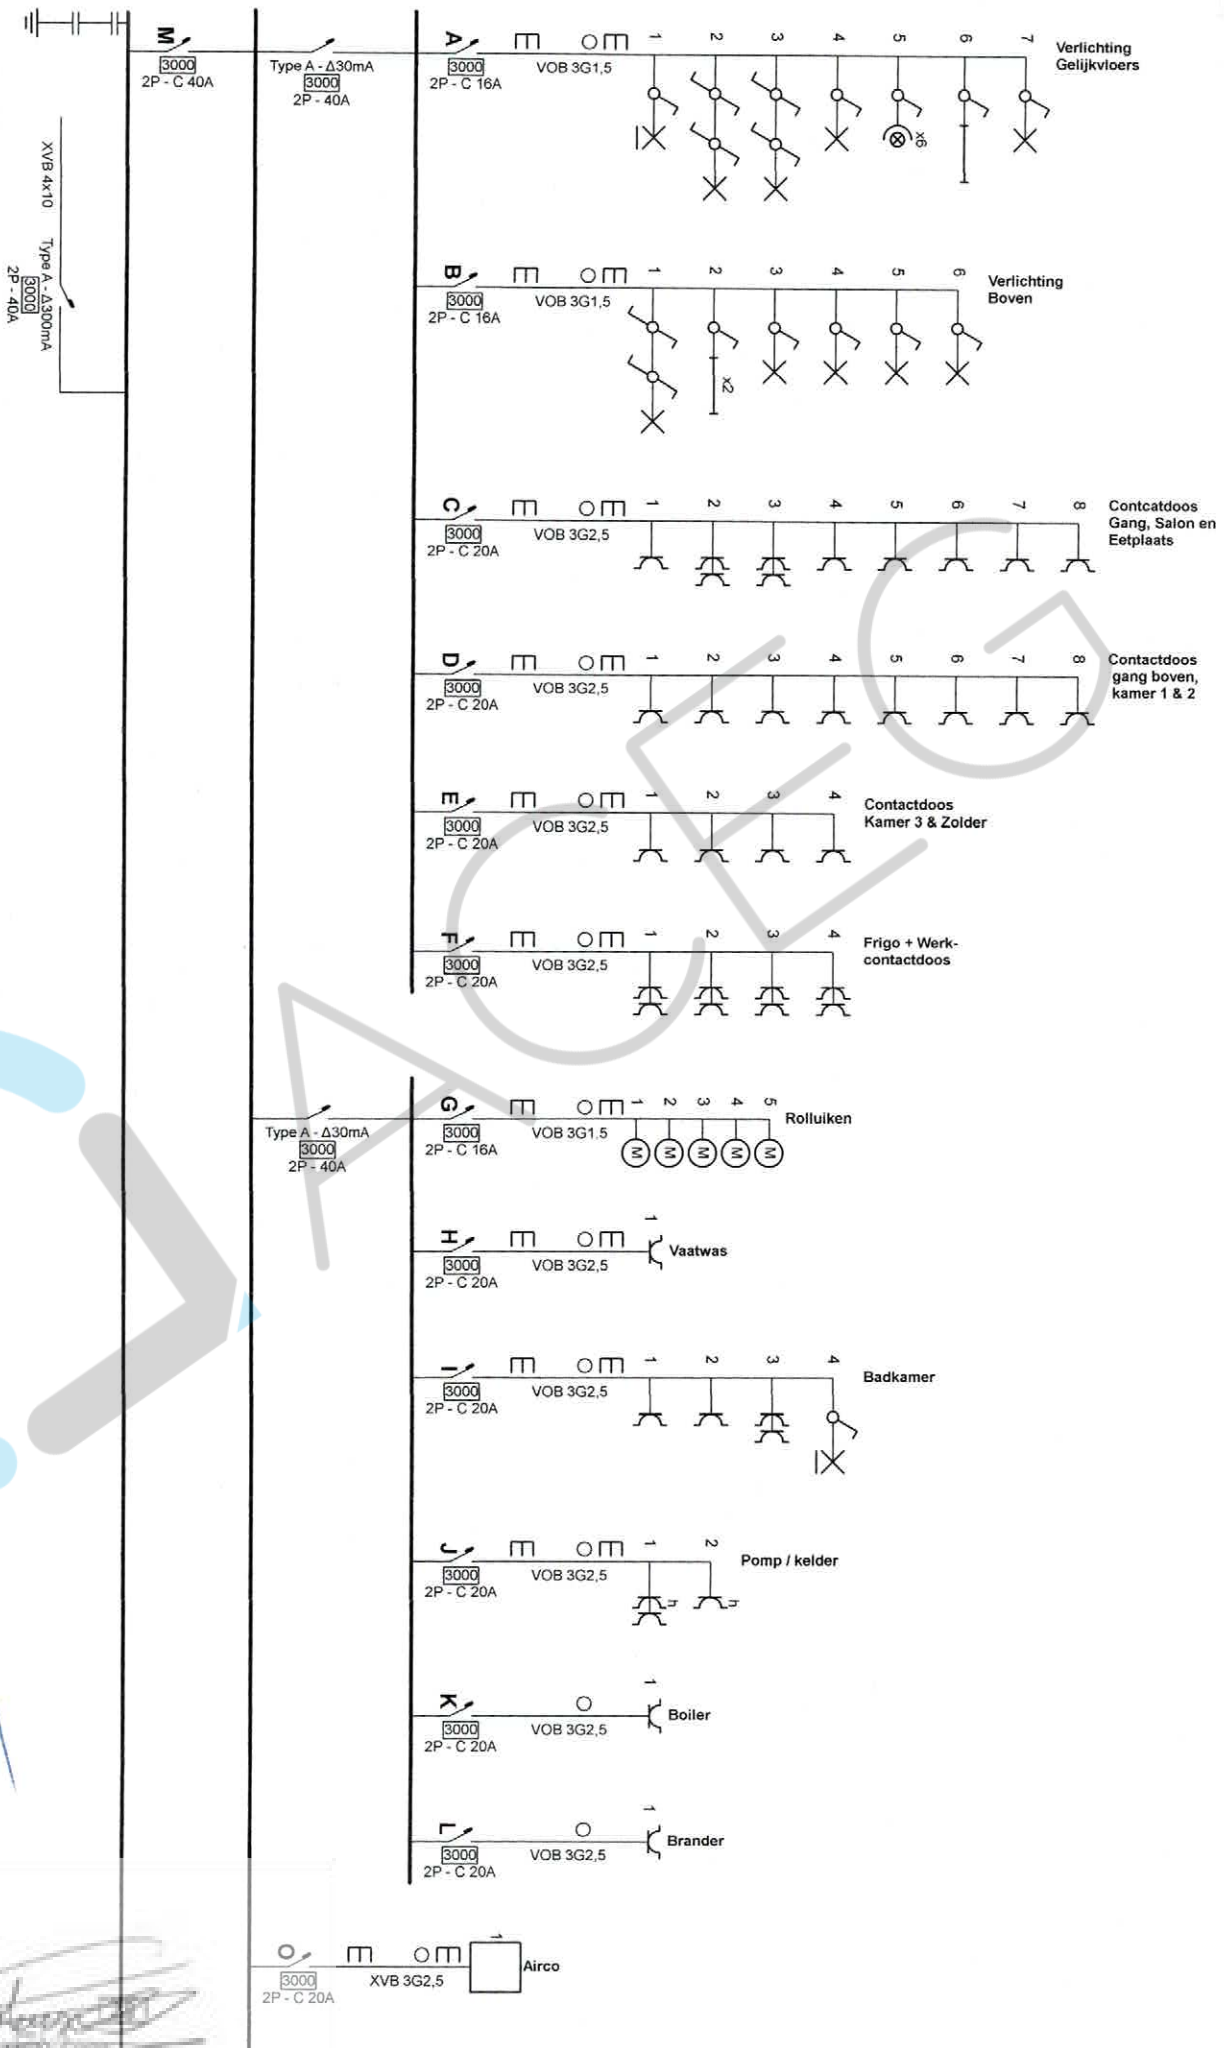 M
3000
2P - C 40A
Type A - Δ30mA
3000
2P - 40A
XVB 4x10
Type A - Δ300mA
3000
2P - 40A
A
3000
2P - C 16A
VOB 3G1,5
1 2 3 4 5 6 7
x6
Verlichting
Gelijkvloers
B
3000
2P - C 16A
VOB 3G1,5
1 2 3 4 5 6
x2
Verlichting
Boven
C
3000
2P - C 20A
VOB 3G2,5
1 2 3 4 5 6 7 8
Contcatdoos
Gang, Salon en
Eetplaats
D
3000
2P - C 20A
VOB 3G2,5
1 2 3 4 5 6 7 8
Contactdoos
gang boven,
kamer 1 & 2
E
3000
2P - C 20A
VOB 3G2,5
1 2 3 4
Contactdoos
Kamer 3 & Zolder
F
3000
2P - C 20A
VOB 3G2,5
1 2 3 4
Frigo + Werk-
contactdoos
Type A - Δ30mA
3000
2P - 40A
G
3000
2P - C 16A
VOB 3G1.5
1 2 3 4 5
M M M M M
Rolluiken
H
3000
2P - C 20A
VOB 3G2,5
1
Vaatwas
I
3000
2P - C 20A
VOB 3G2,5
1 2 3 4
Badkamer
J
3000
2P - C 20A
VOB 3G2,5
1 2
h h
Pomp / kelder
K
3000
2P - C 20A
VOB 3G2,5
1
Boiler
L
3000
2P - C 20A
VOB 3G2,5
1
Brander
O
3000
2P - C 20A
XVB 3G2,5
1
Airco
ACEG